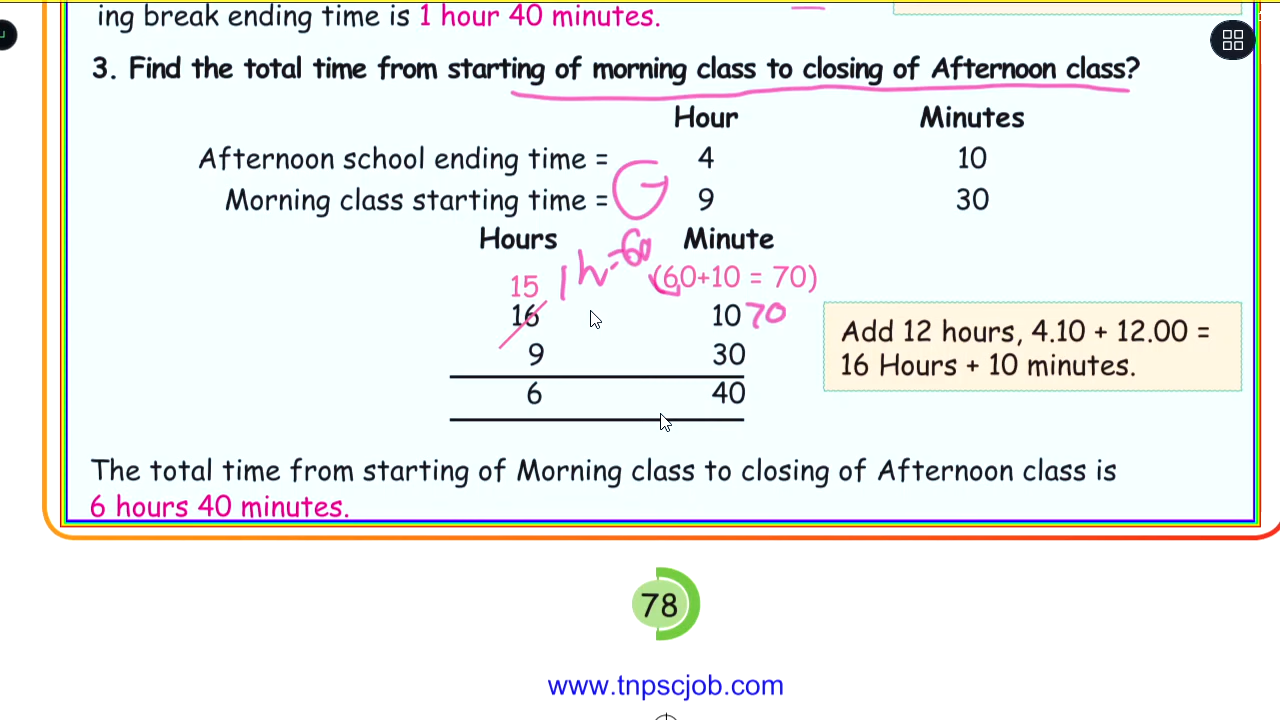 ing break ending time is 1 hour 40 minutes.
3. Find the total time from starting of morning class to closing of Afternoon class?
Hour Minutes
Afternoon school ending time = 4 10
Morning class starting time = 9 30
Hours Minute
15 1h=60 (60+10 = 70)
16 10 70
9 30
6 40
Add 12 hours, 4.10 + 12.00 =
16 Hours + 10 minutes.
The total time from starting of Morning class to closing of Afternoon class is
6 hours 40 minutes.
78
www.tnpscjob.com